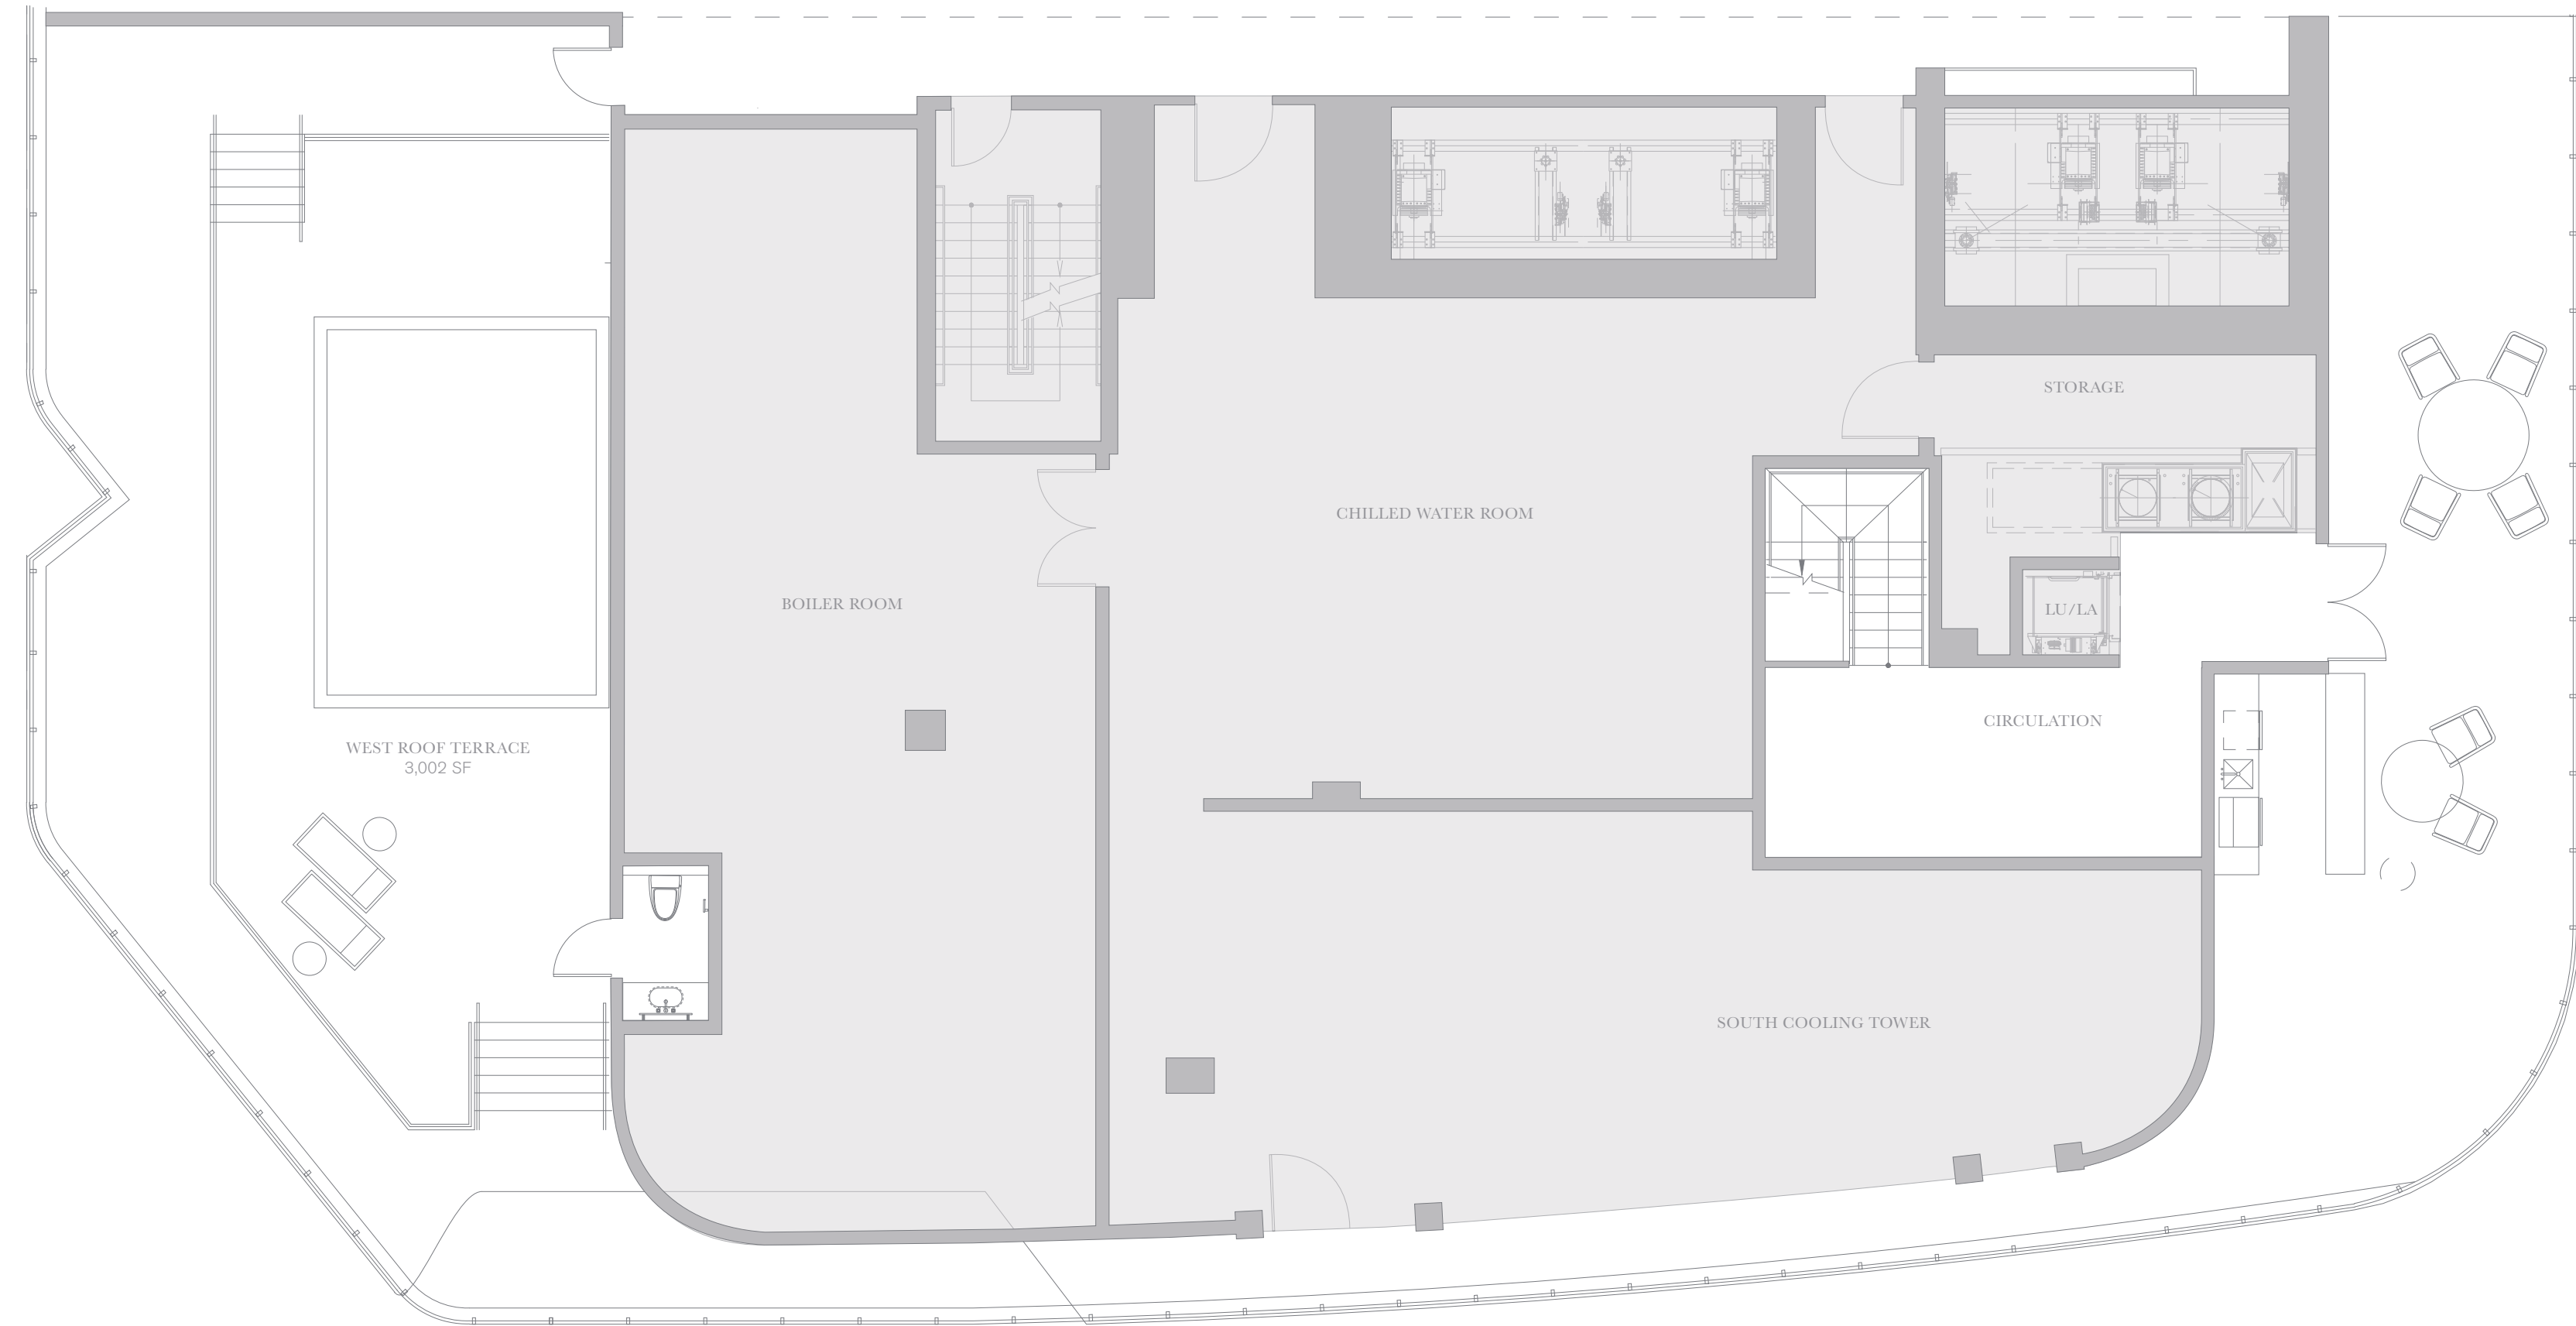 STORAGE
CHILLED WATER ROOM
BOILER ROOM
LU/LA
CIRCULATION
WEST ROOF TERRACE
3,002 SF
SOUTH COOLING TOWER